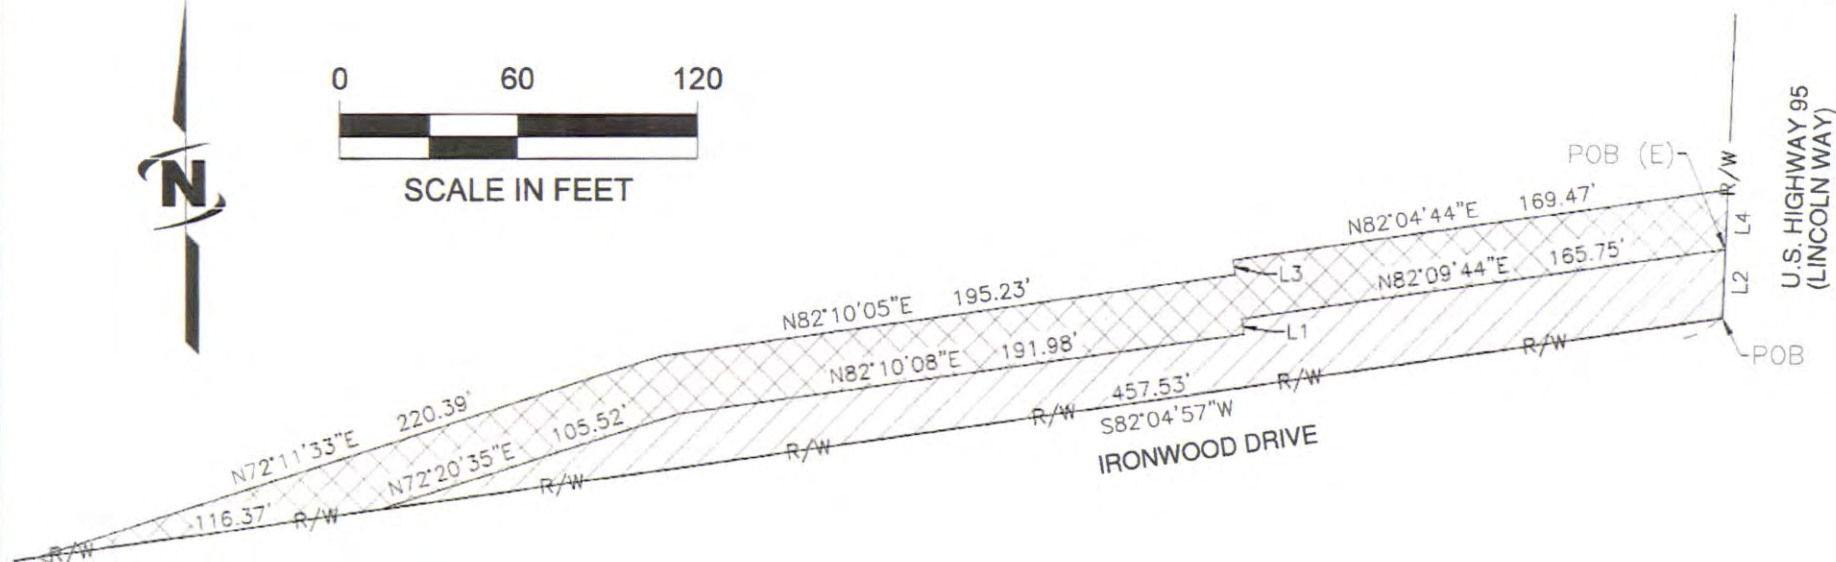 0 60 120
SCALE IN FEET
N
POB (E)
R/W
U.S. HIGHWAY 95
(LINCOLN WAY)
N82°04'44"E 169.47'
L4
L3
N82°09'44"E 165.75'
L2
N82°10'05"E 195.23'
L1
POB
N82°10'08"E 191.98'
R/W
R/W
457.53'
R/W
S82°04'57"W
N72°11'33"E 220.39'
N72°20'35"E 105.52'
R/W
IRONWOOD DRIVE
R/W
116.37'
R/W
R/W